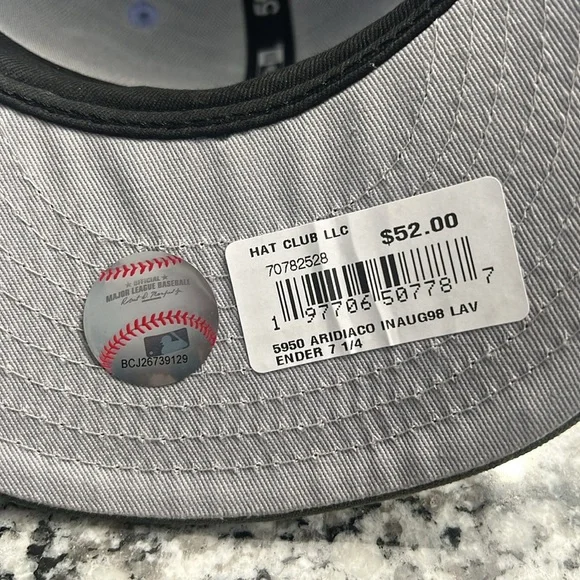 HAT CLUB LLC $52.00
70782528
1 97706 50778 7
5950 ARIDIACO INAUG98 LAV
ENDER 7 1/4
OFFICIAL
MAJOR LEAGUE BASEBALL
BCJ26739129